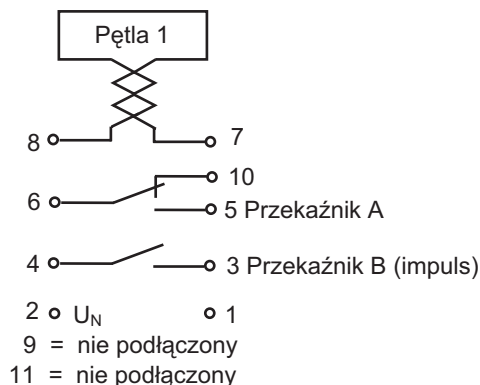 Pętla 1
8 7
10
6
5 Przekaźnik A
4 3 Przekaźnik B (impuls)
2 UN 1
9 = nie podłączony
11 = nie podłączony